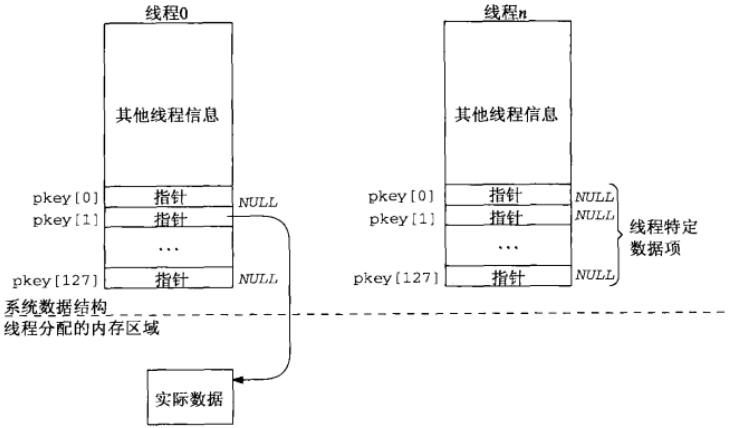 线程0
线程n
其他线程信息
其他线程信息
pkey[0] 指针 NULL
pkey[1] 指针
...
pkey[127] 指针 NULL
pkey[0] 指针 NULL
pkey[1] 指针 NULL
...
pkey[127] 指针 NULL
线程特定
数据项
系统数据结构
线程分配的内存区域
实际数据